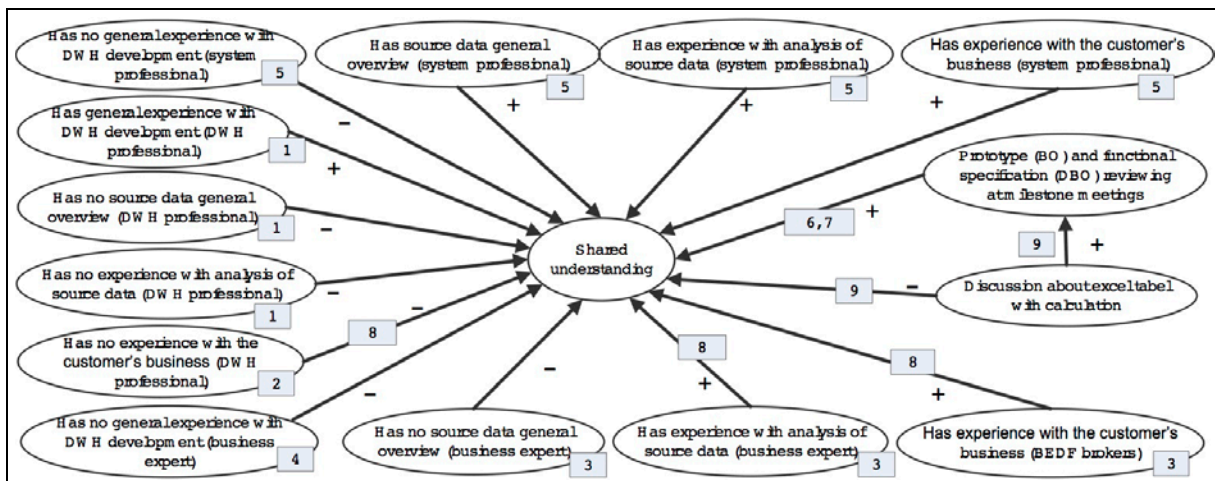 Has no general experience with
DWH development (system
professional)
5
Has source data general
overview (system professional)
5
Has experience with analysis of
source data (system professional)
5
Has experience with the customer's
business (system professional)
5
Has general experience with
DWH development (DWH
professional)
1
Has no source data general
overview (DWH professional)
1
Has no experience with analysis of
source data (DWH professional)
1
Has no experience with the
customer's business (DWH
professional)
2
Has no general experience with
DWH development (business
expert)
4
Has no source data general
overview (business expert)
3
Has experience with analysis of
source data (business expert)
3
Has experience with the customer's
business (BEDF brokers)
3
Prototype (BO) and functional
specification (DBO) reviewing
at milestone meetings
Discussion about excel tabel
with calculation
Shared
understanding
–
+
+
+
+
–
–
–
–
–
+
+
–
+
+
6,7
9
9
8
8
8